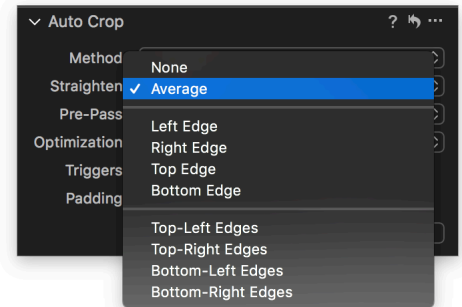 Auto Crop ?
Method
None
Straighten ✓ Average
Pre-Pass
Left Edge
Optimization
Right Edge
Triggers
Top Edge
Padding
Bottom Edge
Top-Left Edges
Top-Right Edges
Bottom-Left Edges
Bottom-Right Edges